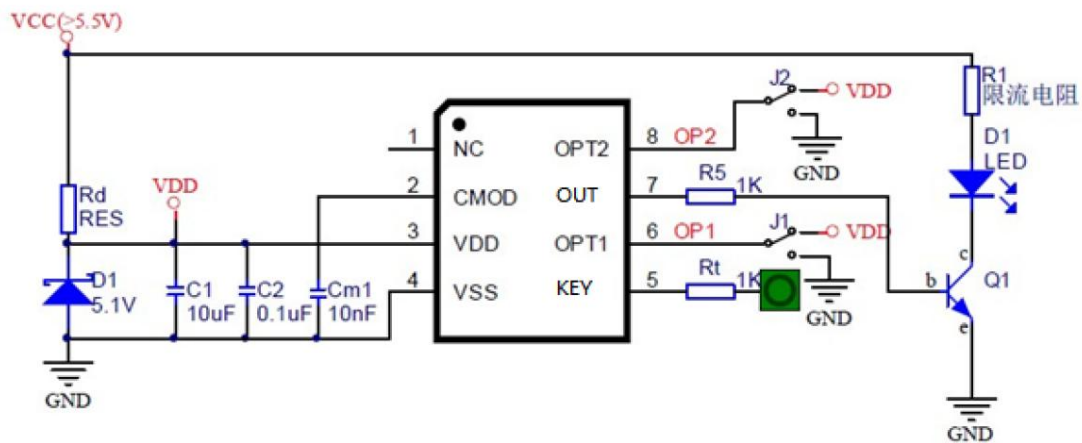 VCC(>5.5V)
R1
限流电阻
J2
VDD
1
NC
OPT2
8
OP2
GND
D1
LED
Rd
RES
VDD
2
CMOD
OUT
7
R5
1K
3
VDD
OPT1
6
OP1
J1
VDD
D1
5.1V
C1
10uF
C2
0.1uF
Cm1
10nF
4
VSS
KEY
5
Rt
1K
GND
c
b
Q1
e
GND
GND